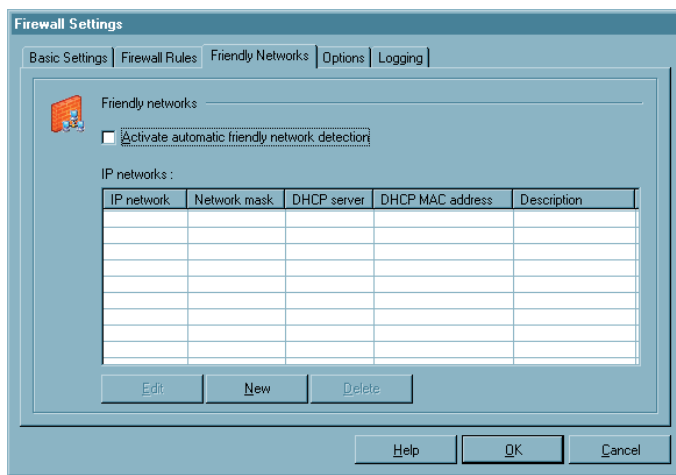 Firewall Settings
Basic Settings Firewall Rules Friendly Networks Options Logging
Friendly networks
Activate automatic friendly network detection
IP networks :
IP network Network mask DHCP server DHCP MAC address Description
Edit New Delete
Help OK Cancel